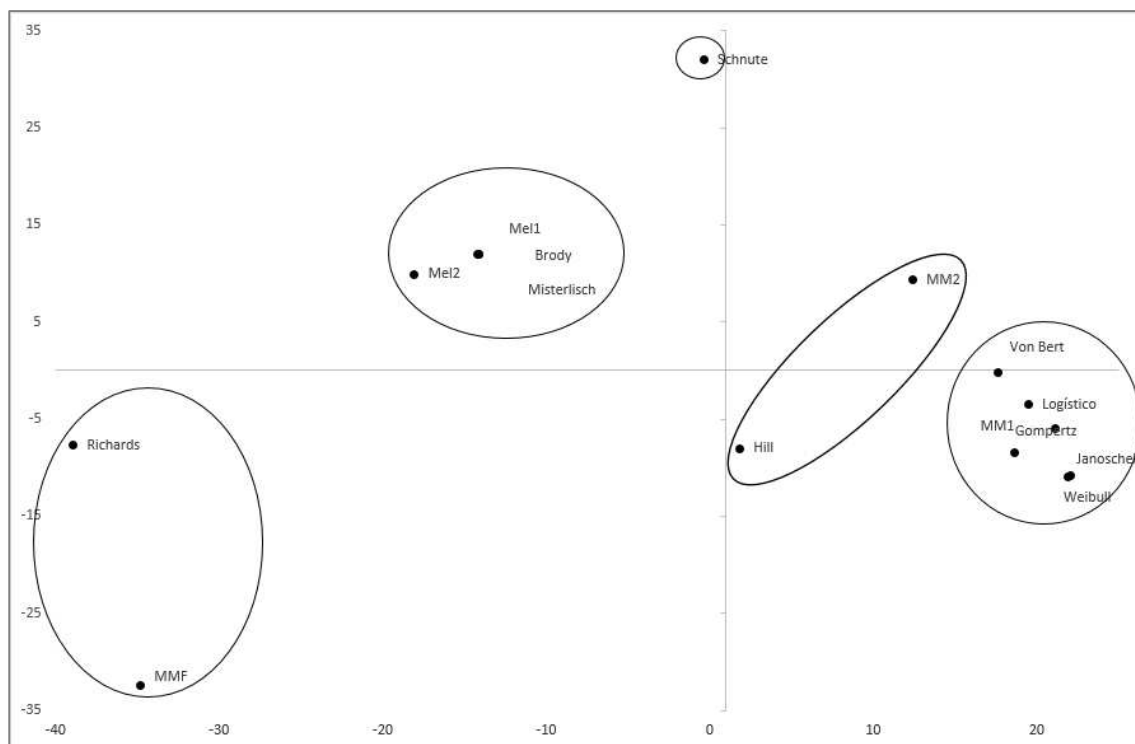 35
Schnute
25
15
Mel1
Brody
Mel2
MM2
Misterlisch
5
Von Bert
-5
Logístico
MM1
Gompertz
Richards
Hill
Janoschek
Weibull
-15
-25
MMF
-35
-40
-30
-20
-10
0
10
20